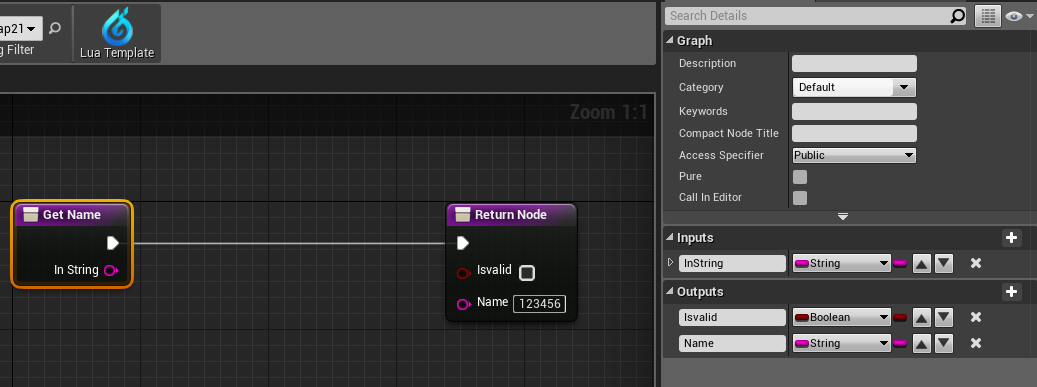 ap21
g Filter
Lua Template
Zoom 1:1
Get Name
In String
Return Node
Isvalid
Name 123456
Search Details
Graph
Description
Category Default
Keywords
Compact Node Title
Access Specifier Public
Pure
Call In Editor
Inputs
InString String
Outputs
Isvalid Boolean
Name String